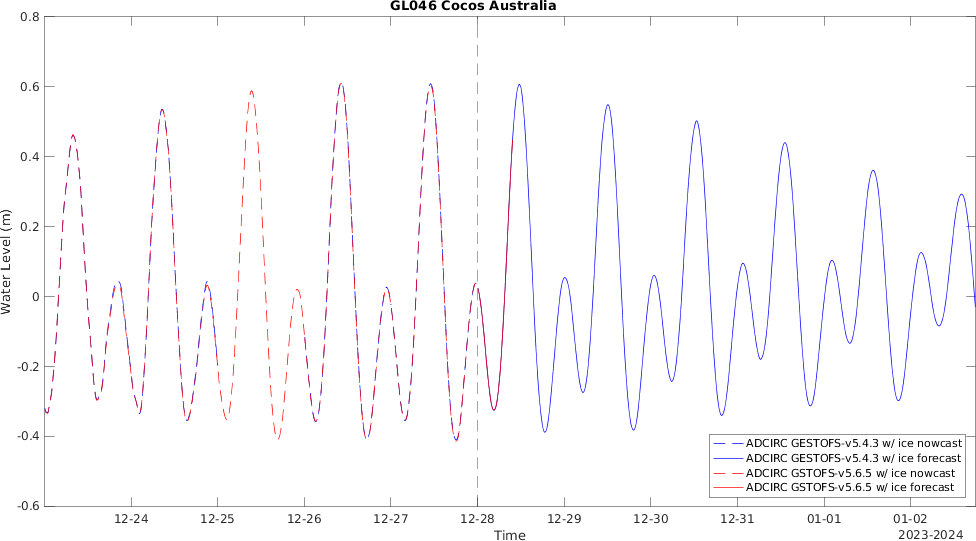 GL046 Cocos Australia
0.8
0.6
0.4
0.2
0
-0.2
-0.4
-0.6
Water Level (m)
12-24 12-25 12-26 12-27 12-28 12-29 12-30 12-31 01-01 01-02
Time
2023-2024
ADCIRC GESTOFS-v5.4.3 w/ ice nowcast
ADCIRC GESTOFS-v5.4.3 w/ ice forecast
ADCIRC GSTOFS-v5.6.5 w/ ice nowcast
ADCIRC GSTOFS-v5.6.5 w/ ice forecast